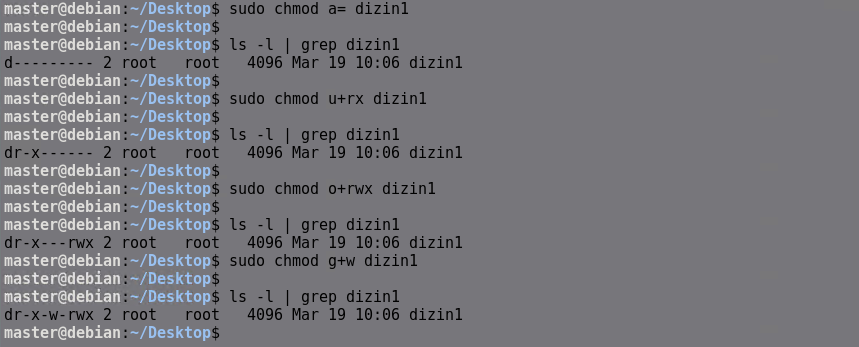 master@debian:~/Desktop$ sudo chmod a= dizin1
master@debian:~/Desktop$
master@debian:~/Desktop$ ls -l | grep dizin1
d--------- 2 root   root   4096 Mar 19 10:06 dizin1
master@debian:~/Desktop$
master@debian:~/Desktop$ sudo chmod u+rx dizin1
master@debian:~/Desktop$
master@debian:~/Desktop$ ls -l | grep dizin1
dr-x------ 2 root   root   4096 Mar 19 10:06 dizin1
master@debian:~/Desktop$
master@debian:~/Desktop$ sudo chmod o+rwx dizin1
master@debian:~/Desktop$
master@debian:~/Desktop$ ls -l | grep dizin1
dr-x---rwx 2 root   root   4096 Mar 19 10:06 dizin1
master@debian:~/Desktop$ sudo chmod g+w dizin1
master@debian:~/Desktop$
master@debian:~/Desktop$ ls -l | grep dizin1
dr-x-w-rwx 2 root   root   4096 Mar 19 10:06 dizin1
master@debian:~/Desktop$